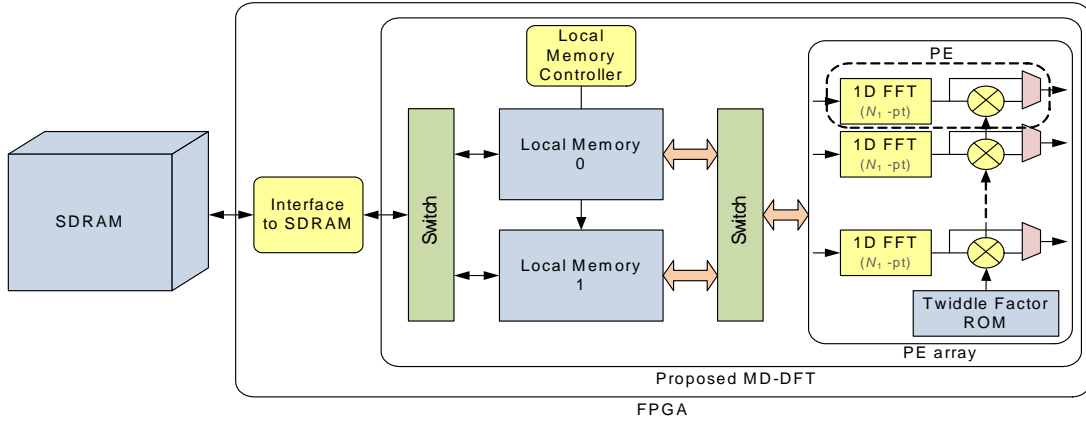 SDRAM
Interface
to SDRAM
Switch
Local
Memory
Controller
Local Memory
0
Local Memory
1
Switch
PE
1D FFT
(N₁ -pt)
1D FFT
(N₁ -pt)
1D FFT
(N₁ -pt)
Twiddle Factor
ROM
PE array
Proposed MD-DFT
FPGA